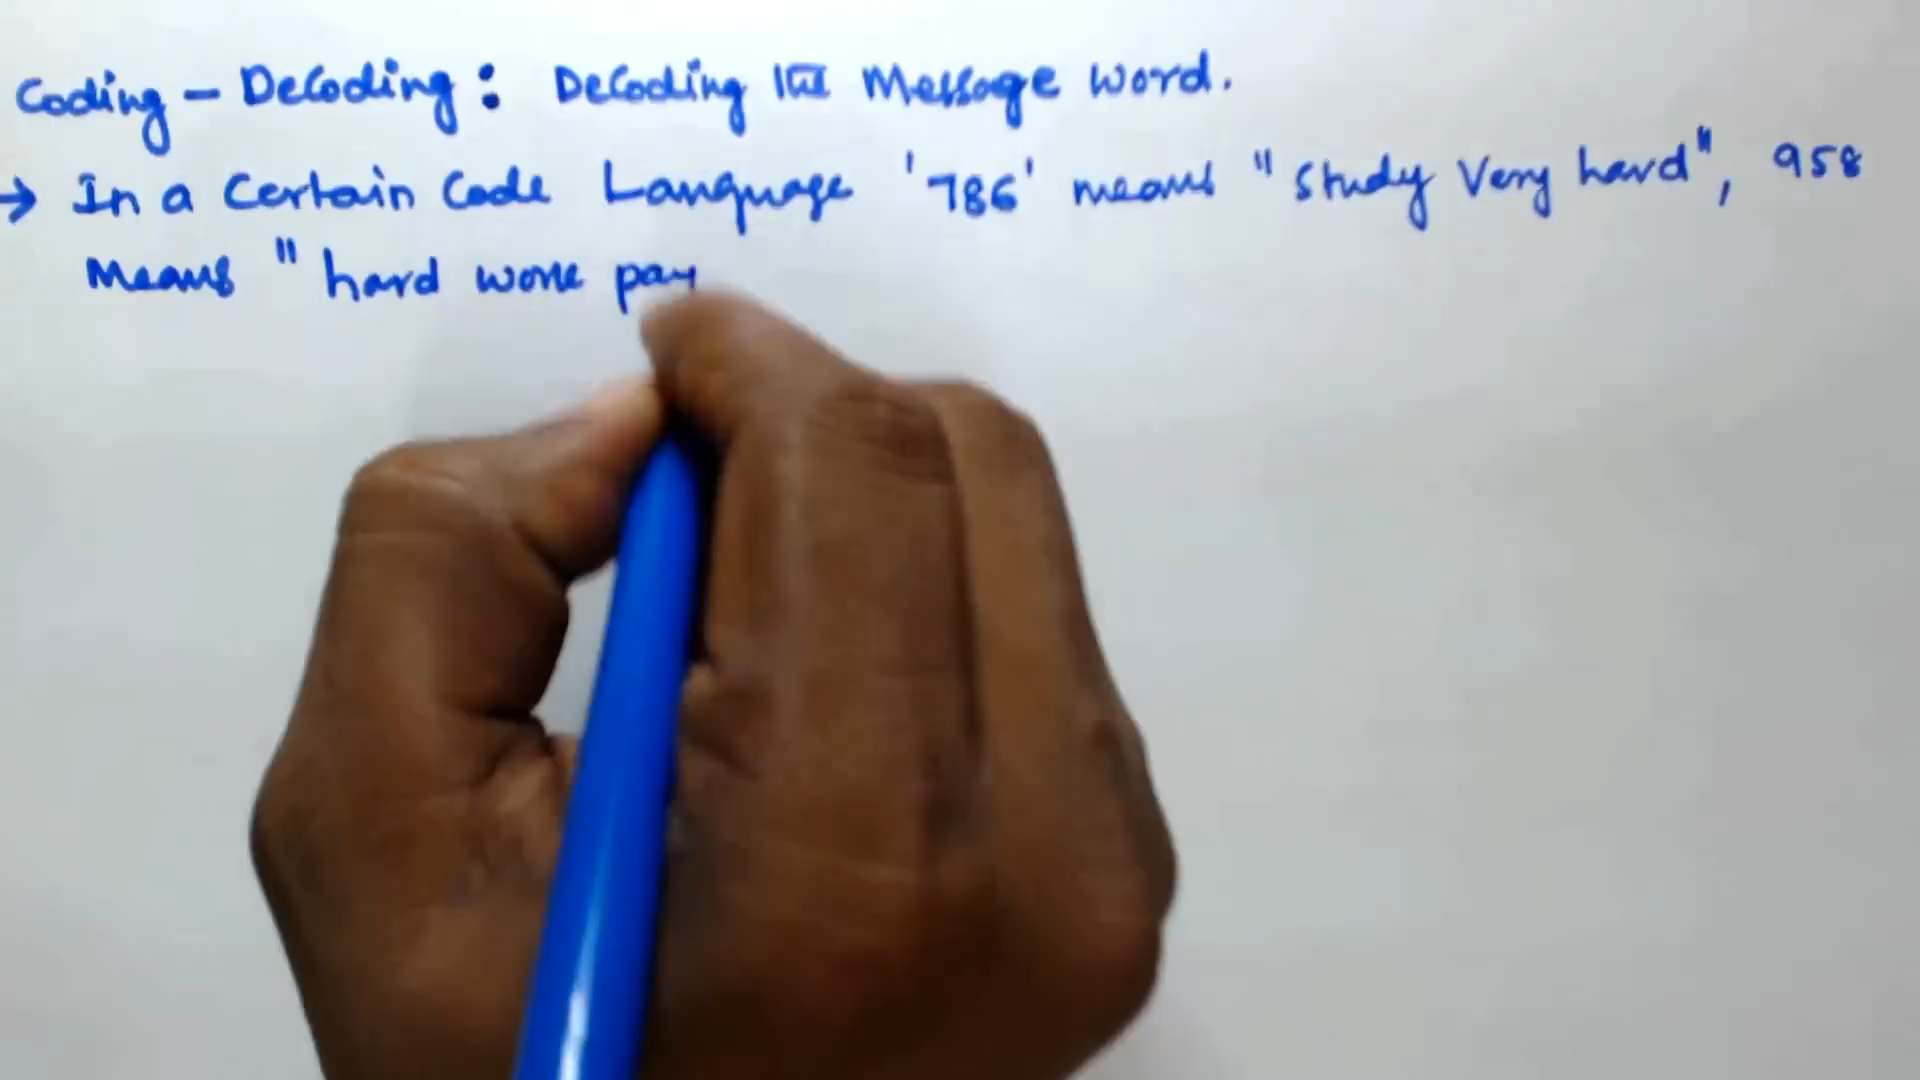 Coding - Decoding: Decoding the Message Word.
→ In a Certain Code Language '786' means "Study Very hard", 958
Means "hard work pay